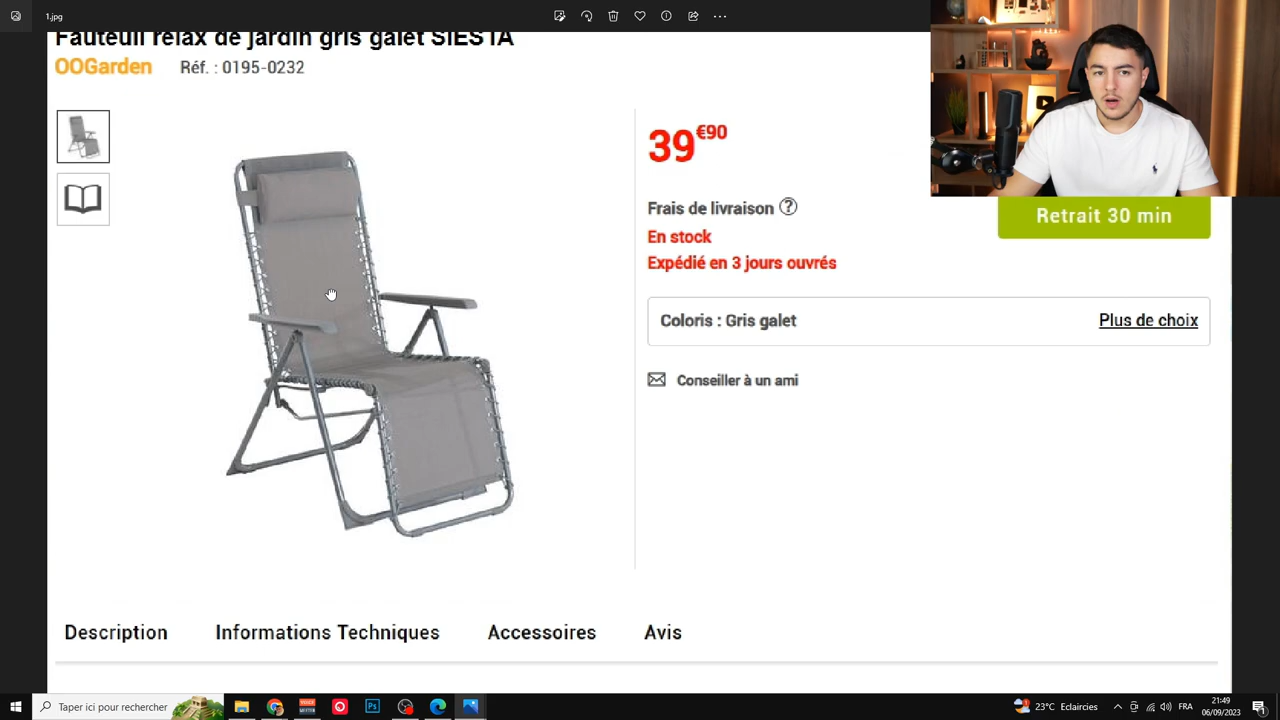 1.jpg
Fauteuil relax de jardin gris galet SIESTA
OOGarden Réf. : 0195-0232
39€90
Frais de livraison ?
En stock
Expédié en 3 jours ouvrés
Retrait 30 min
Coloris : Gris galet Plus de choix
Conseiller à un ami
Description Informations Techniques Accessoires Avis
Taper ici pour rechercher
Ps
23°C Eclaircies
FRA
21:49
06/09/2023